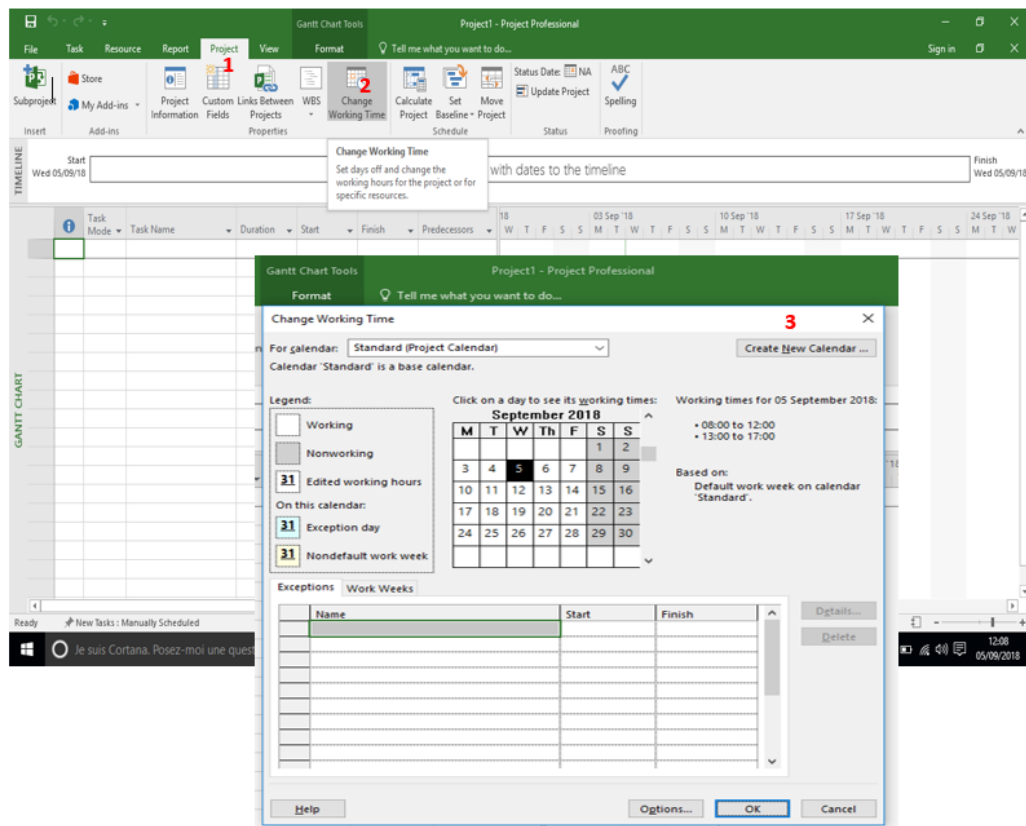 Gantt Chart Tools Project1 - Project Professional
File Task Resource Report Project View Format Tell me what you want to do... Sign in
1
2
Subproject
Store
My Add-ins
Project Information
Custom Fields
Links Between Projects
WBS
Change Working Time
Calculate Project
Set Baseline
Move Project
Status Date: NA
Update Project
ABC
Spelling
Insert Add-ins Properties Schedule Status Proofing
Change Working Time
Set days off and change the
working hours for the project or for
specific resources.
TIMELINE
Start
Wed 05/09/18
with dates to the timeline
Finish
Wed 05/09/18
Task Mode Task Name Duration Start Finish Predecessors
18 03 Sep '18 10 Sep '18 17 Sep '18 24 Sep '18
W T F S S M T W T F S S M T W T F S S M T W T F S S M T W
GANTT CHART
Gantt Chart Tools Project1 - Project Professional
Format Tell me what you want to do...
Change Working Time
3
For calendar: Standard (Project Calendar)
Create New Calendar ...
Calendar 'Standard' is a base calendar.
Legend:
Working
Nonworking
31 Edited working hours
On this calendar:
31 Exception day
31 Nondefault work week
Click on a day to see its working times:
September 2018
M T W Th F S S
1 2
3 4 5 6 7 8 9
10 11 12 13 14 15 16
17 18 19 20 21 22 23
24 25 26 27 28 29 30
Working times for 05 September 2018:
• 08:00 to 12:00
• 13:00 to 17:00
Based on:
Default work week on calendar
'Standard'.
Exceptions Work Weeks
Name Start Finish
Details...
Delete
Help Options... OK Cancel
Ready New Tasks : Manually Scheduled
Je suis Cortana. Posez-moi une quest
12:08
05/09/2018